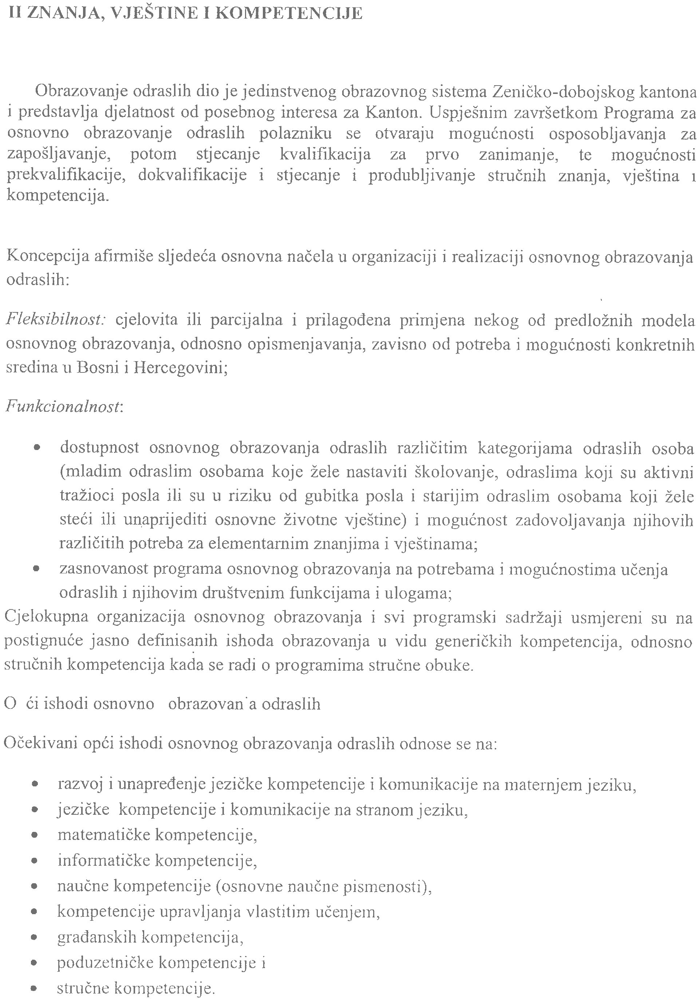 II ZNANJA, VJEŠTINE I KOMPETENCIJE
Obrazovanje odraslih dio je jedinstvenog obrazovnog sistema Zeničko-dobojskog kantona
i predstavlja djelatnost od posebnog interesa za Kanton. Uspješnim završetkom Programa za
osnovno obrazovanje odraslih polazniku se otvaraju mogućnosti osposobljavanja za
zapošljavanje, potom stjecanje kvalifikacija za prvo zanimanje, te mogućnosti
prekvalifikacije, dokvalifikacije i stjecanje i produbljivanje stručnih znanja, vještina i
kompetencija.
Koncepcija afirmiše sljedeća osnovna načela u organizaciji i realizaciji osnovnog obrazovanja
odraslih:
Fleksibilnost: cjelovita ili parcijalna i prilagođena primjena nekog od predložnih modela
osnovnog obrazovanja, odnosno opismenjavanja, zavisno od potreba i mogućnosti konkretnih
sredina u Bosni i Hercegovini;
Funkcionalnost:
• dostupnost osnovnog obrazovanja odraslih različitim kategorijama odraslih osoba
(mladim odraslim osobama koje žele nastaviti školovanje, odraslima koji su aktivni
tražioci posla ili su u riziku od gubitka posla i starijim odraslim osobama koji žele
steći ili unaprijediti osnovne životne vještine) i mogućnost zadovoljavanja njihovih
različitih potreba za elementarnim znanjima i vještinama;
• zasnovanost programa osnovnog obrazovanja na potrebama i mogućnostima učenja
odraslih i njihovim društvenim funkcijama i ulogama;
Cjelokupna organizacija osnovnog obrazovanja i svi programski sadržaji usmjereni su na
postignuće jasno definisanih ishoda obrazovanja u vidu generičkih kompetencija, odnosno
stručnih kompetencija kada se radi o programima stručne obuke.
O ći ishodi osnovno obrazovan a odraslih
Očekivani opći ishodi osnovnog obrazovanja odraslih odnose se na:
• razvoj i unapređenje jezičke kompetencije i komunikacije na maternjem jeziku,
• jezičke kompetencije i komunikacije na stranom jeziku,
• matematičke kompetencije,
• informatičke kompetencije,
• naučne kompetencije (osnovne naučne pismenosti),
• kompetencije upravljanja vlastitim učenjem,
• građanskih kompetencija,
• poduzetničke kompetencije i
• stručne kompetencije.